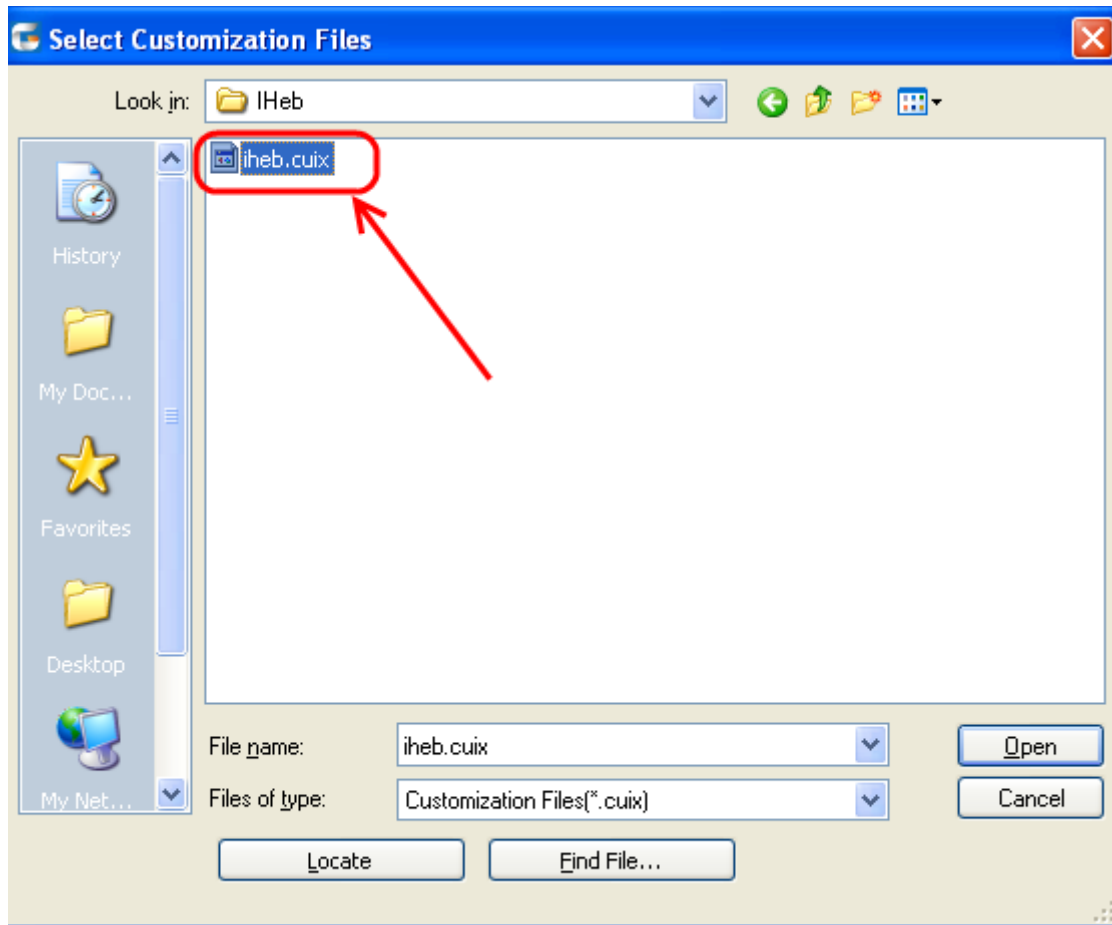 Select Customization Files
Look in: IHeb
iheb.cuix
History
My Doc...
Favorites
Desktop
My Net...
File name: iheb.cuix Open
Files of type: Customization Files(*.cuix) Cancel
Locate Find File...